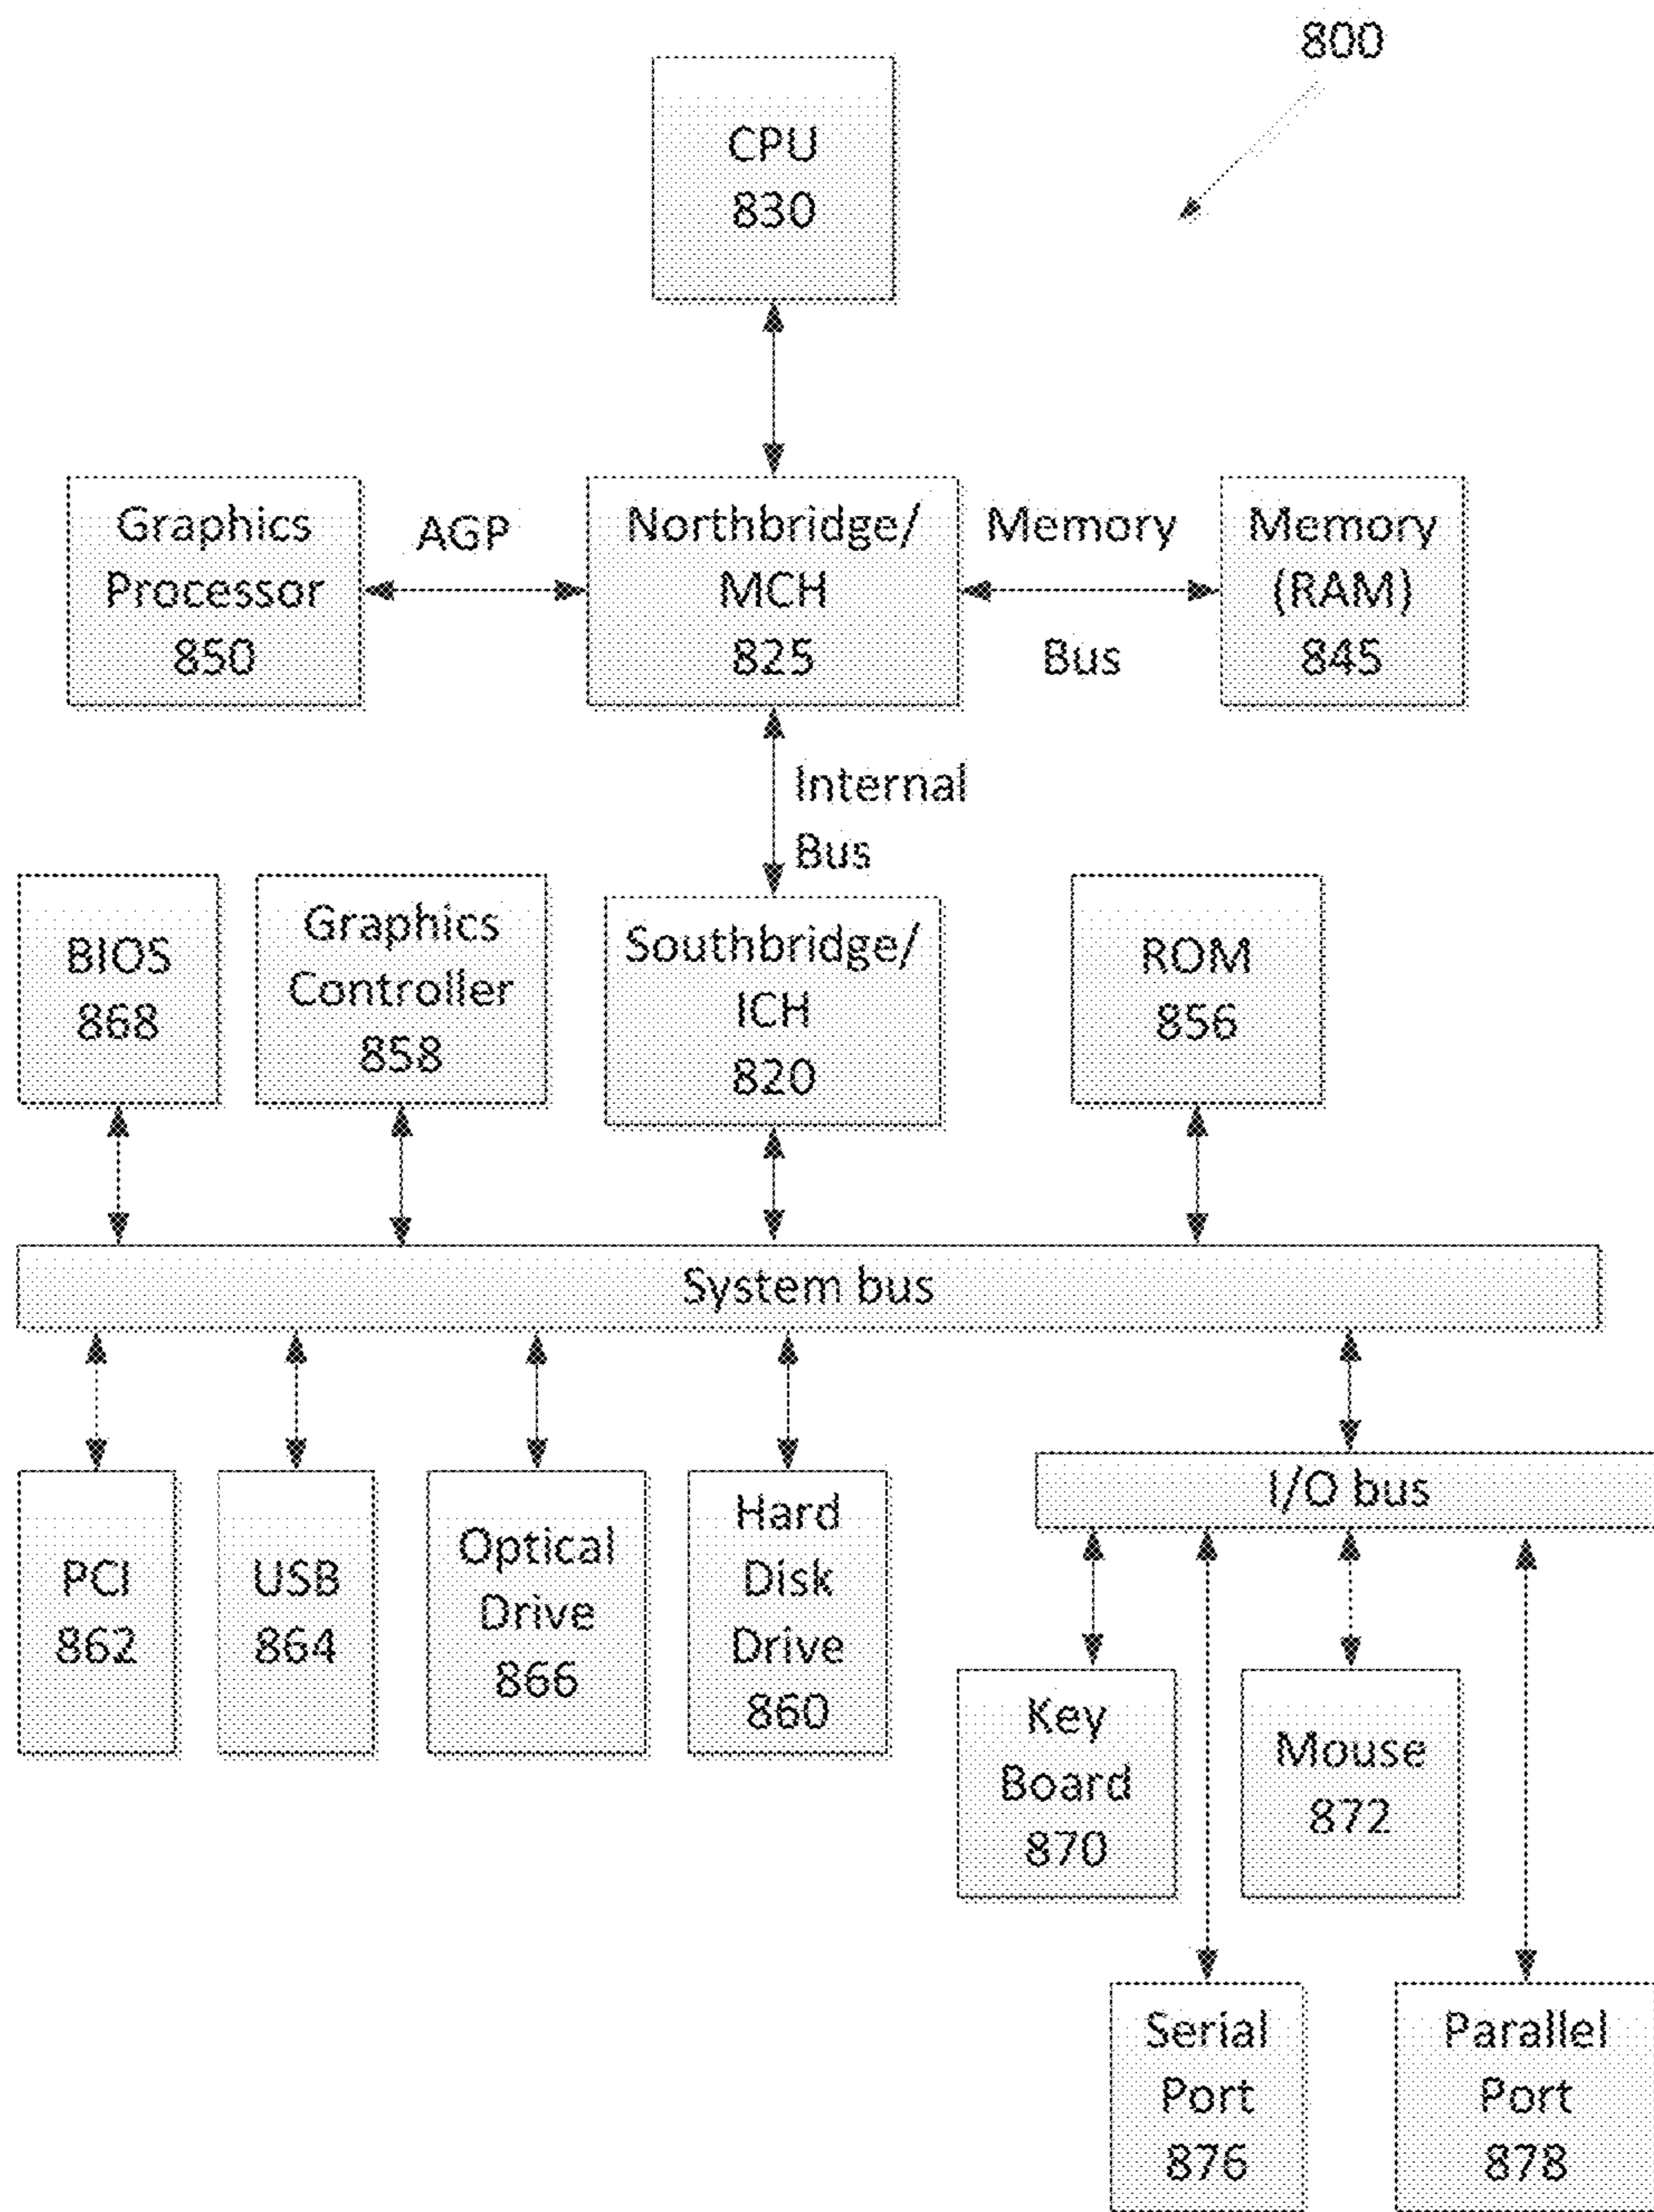 800
CPU
830
Graphics
Processor
850
AGP
Northbridge/
MCH
825
Memory
Bus
Memory
(RAM)
845
Internal
Bus
BIOS
868
Graphics
Controller
858
Southbridge/
ICH
820
ROM
856
System bus
PCI
862
USB
864
Optical
Drive
866
Hard
Disk
Drive
860
I/O bus
Key
Board
870
Mouse
872
Serial
Port
876
Parallel
Port
878